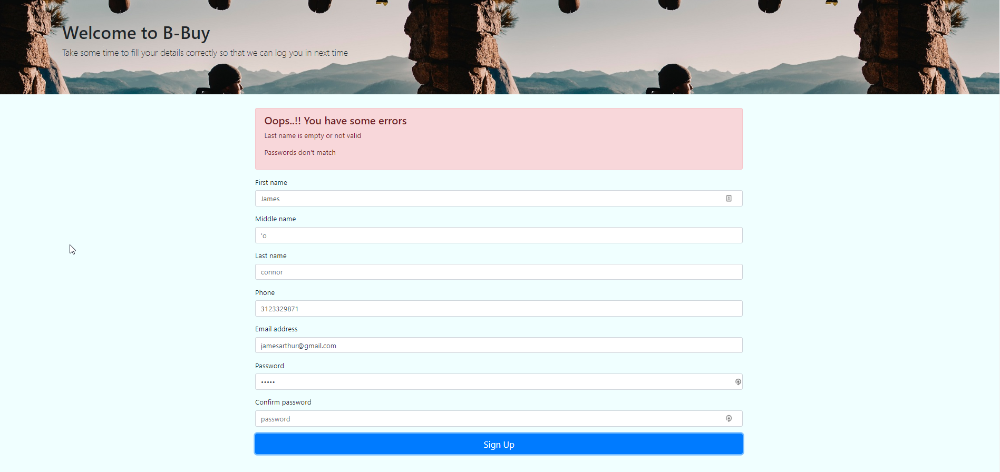 Welcome to B-Buy
Take some time to fill your details correctly so that we can log you in next time
Oops..!! You have some errors
Last name is empty or not valid
Passwords don't match
First name
James
Middle name
'o
Last name
connor
Phone
3123329871
Email address
jamesarthur@gmail.com
Password
•••••
Confirm password
password
Sign Up